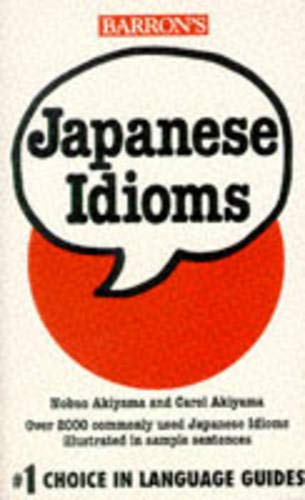 BARRON'S
Japanese
Idioms
Nobuo Akiyama and Carol Akiyama
Over 2000 commonly used Japanese Idioms
illustrated in sample sentences
#1 CHOICE IN LANGUAGE GUIDES